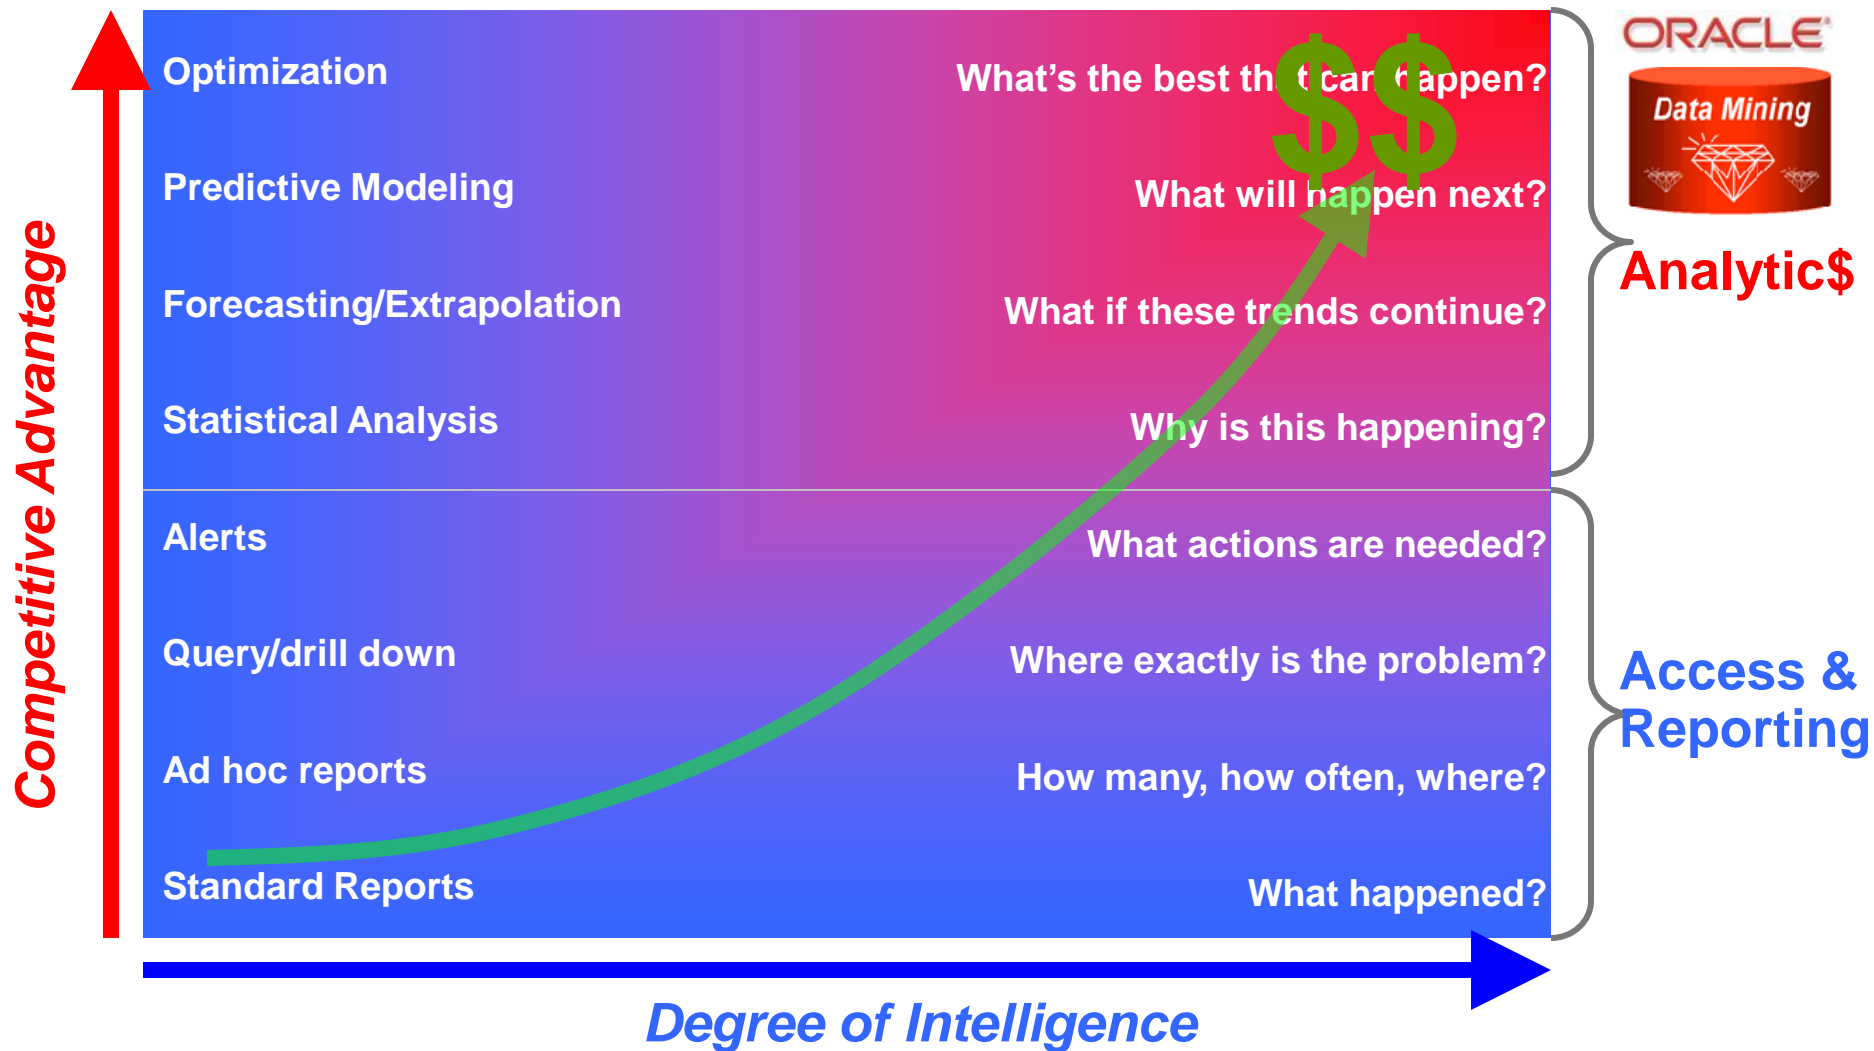 Optimization
What's the best that can happen?
$$
Predictive Modeling
What will happen next?
Forecasting/Extrapolation
What if these trends continue?
Statistical Analysis
Why is this happening?
Alerts
What actions are needed?
Query/drill down
Where exactly is the problem?
Ad hoc reports
How many, how often, where?
Standard Reports
What happened?
Competitive Advantage
Degree of Intelligence
ORACLE®
Data Mining
Analytic$
Access &
Reporting